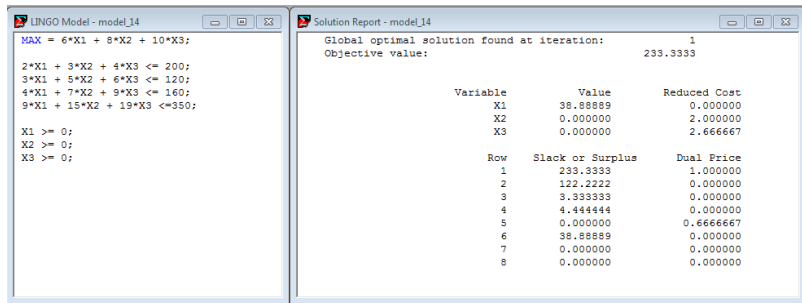 LINGO Model - model_14
MAX = 6*X1 + 8*X2 + 10*X3;
2*X1 + 3*X2 + 4*X3 <= 200;
3*X1 + 5*X2 + 6*X3 <= 120;
4*X1 + 7*X2 + 9*X3 <= 160;
9*X1 + 15*X2 + 19*X3 <=350;
X1 >= 0;
X2 >= 0;
X3 >= 0;
Solution Report - model_14
Global optimal solution found at iteration: 1
Objective value: 233.3333
Variable Value Reduced Cost
X1 38.88889 0.000000
X2 0.000000 2.000000
X3 0.000000 2.666667
Row Slack or Surplus Dual Price
1 233.3333 1.000000
2 122.2222 0.000000
3 3.333333 0.000000
4 4.444444 0.000000
5 0.000000 0.6666667
6 38.88889 0.000000
7 0.000000 0.000000
8 0.000000 0.000000